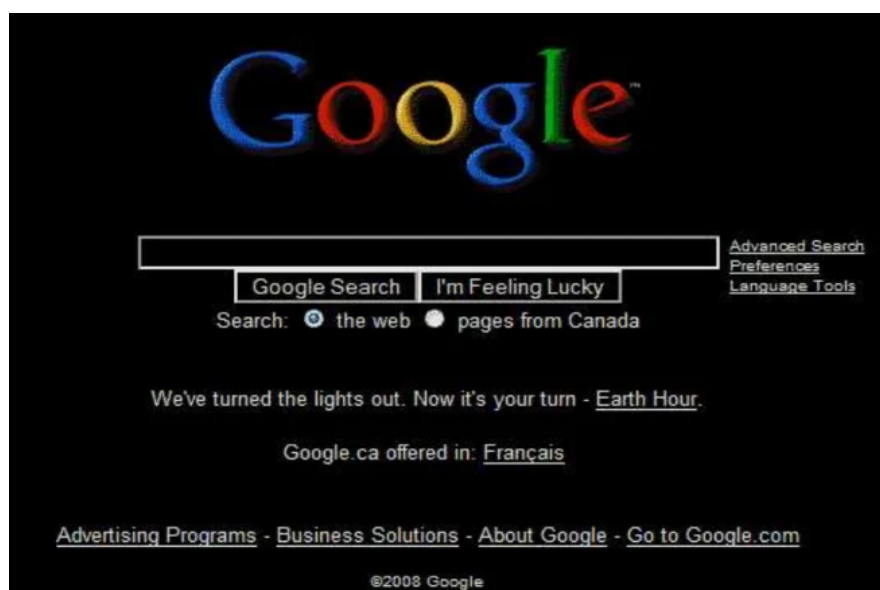 Google™
Advanced Search
Preferences
Language Tools
Google Search I'm Feeling Lucky
Search: the web pages from Canada
We've turned the lights out. Now it's your turn - Earth Hour.
Google.ca offered in: Français
Advertising Programs - Business Solutions - About Google - Go to Google.com
©2008 Google